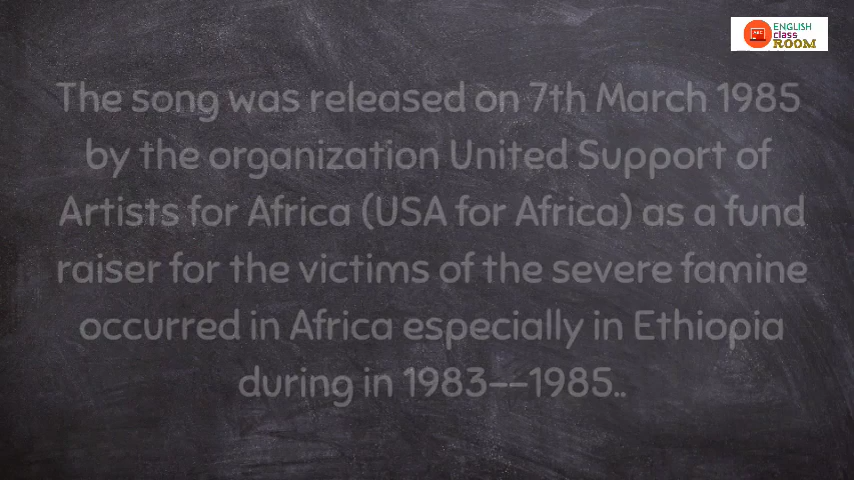 ENGLISH
class
ROOM
ABC
The song was released on 7th March 1985
by the organization United Support of
Artists for Africa (USA for Africa) as a fund
raiser for the victims of the severe famine
occurred in Africa especially in Ethiopia
during in 1983--1985..